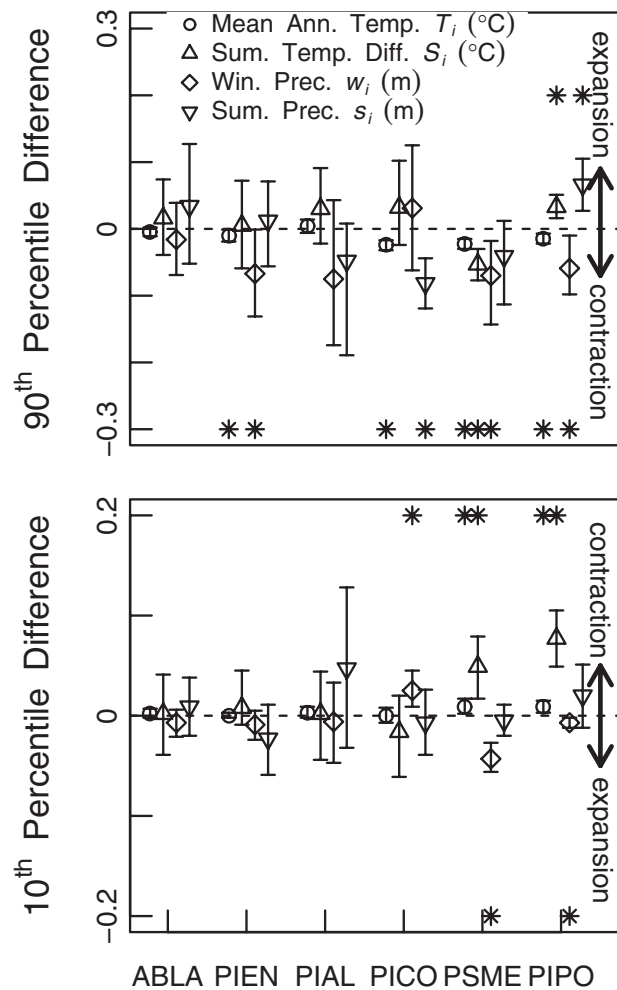 90th Percentile Difference
0.3
0
−0.3
Mean Ann. Temp. Ti (°C)
Sum. Temp. Diff. Si (°C)
Win. Prec. wi (m)
Sum. Prec. si (m)
expansion
contraction
10th Percentile Difference
0.2
0
−0.2
contraction
expansion
ABLA PIEN PIAL PICO PSME PIPO